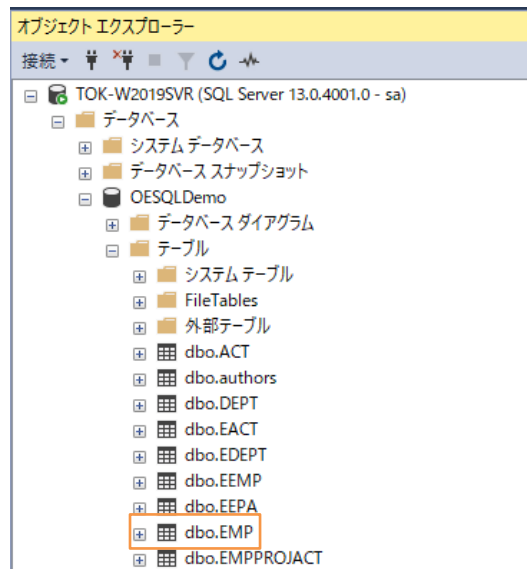 オブジェクト エクスプローラー
接続
TOK-W2019SVR (SQL Server 13.0.4001.0 - sa)
データベース
システム データベース
データベース スナップショット
OESQLDemo
データベース ダイアグラム
テーブル
システム テーブル
FileTables
外部テーブル
dbo.ACT
dbo.authors
dbo.DEPT
dbo.EACT
dbo.EDEPT
dbo.EEMP
dbo.EEPA
dbo.EMP
dbo.EMPPROJACT